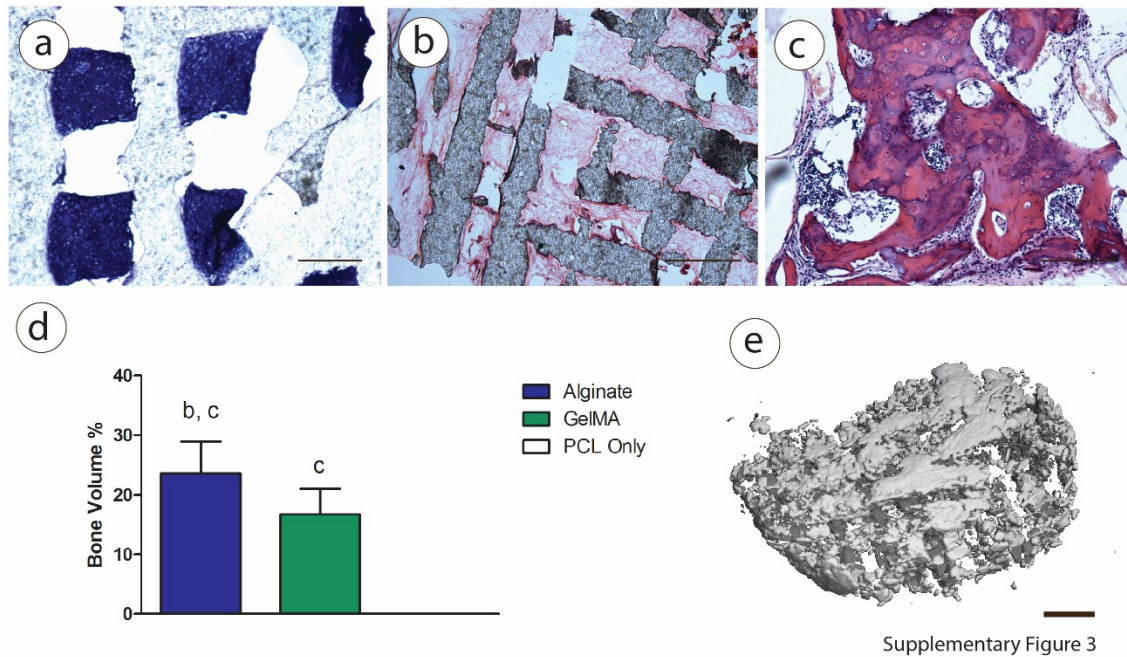 a
b
c
d
40
30
20
10
0
Bone Volume %
b, c
c
Alginate
GelMA
PCL Only
e
Supplementary Figure 3